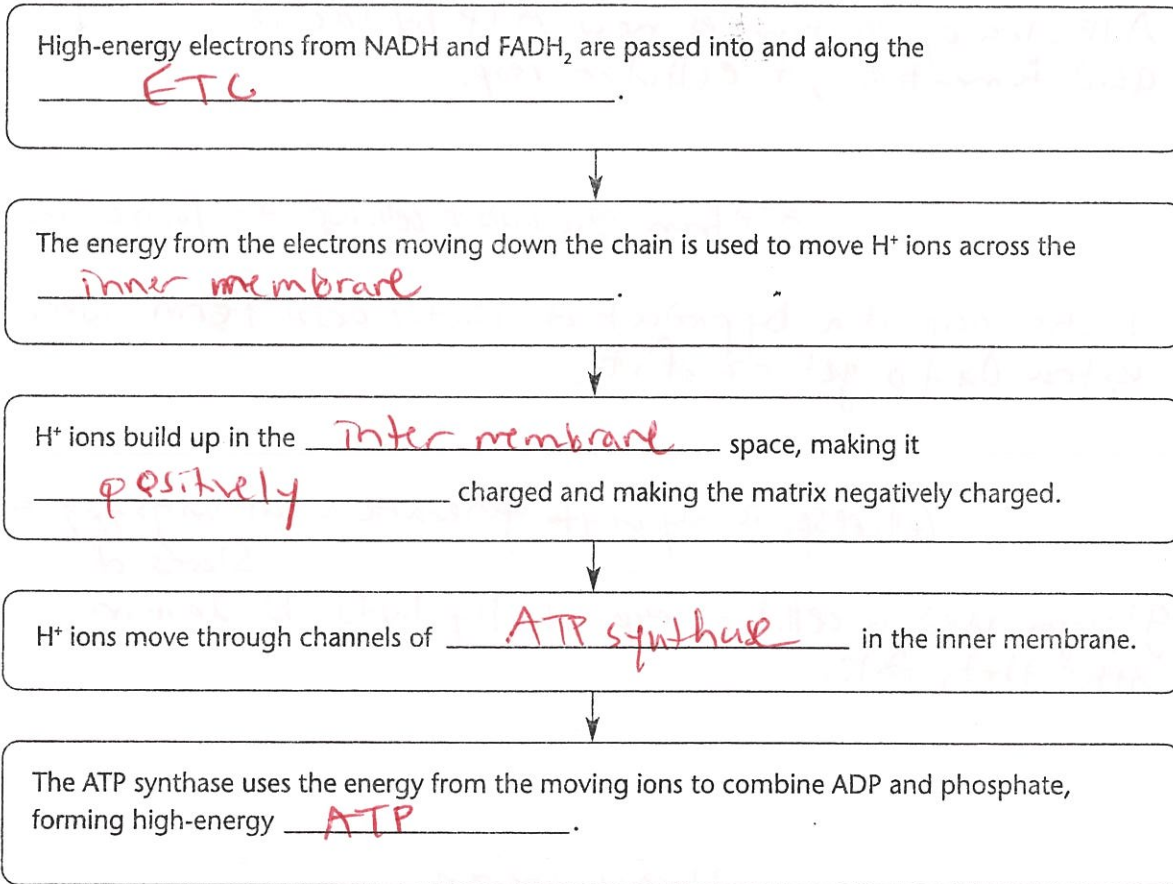 High-energy electrons from NADH and FADH₂ are passed into and along the
ETC.
The energy from the electrons moving down the chain is used to move H⁺ ions across the
inner membrane.
H⁺ ions build up in the inter membrane space, making it
positively charged and making the matrix negatively charged.
H⁺ ions move through channels of ATP synthase in the inner membrane.
The ATP synthase uses the energy from the moving ions to combine ADP and phosphate,
forming high-energy ATP.